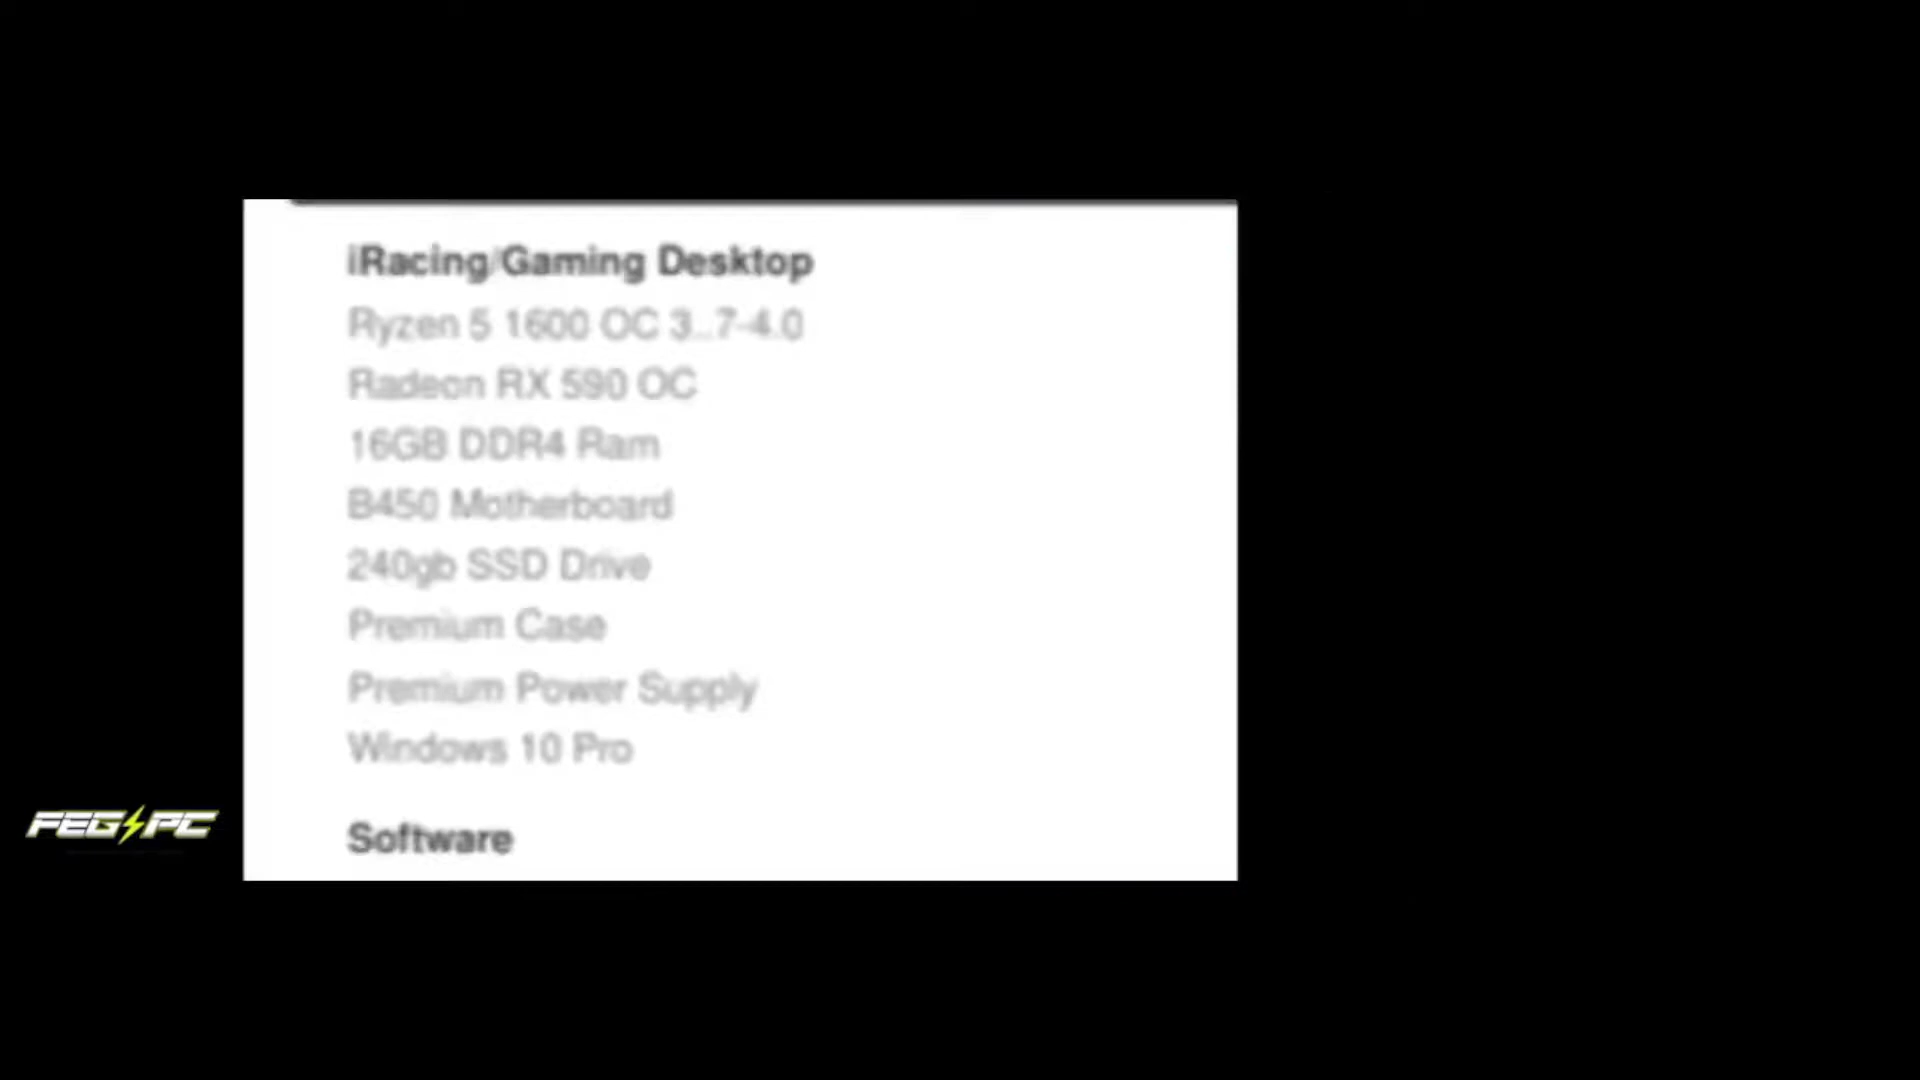 iRacing/Gaming Desktop
Ryzen 5 1600 OC 3..7-4.0
Radeon RX 590 OC
16GB DDR4 Ram
B450 Motherboard
240gb SSD Drive
Premium Case
Premium Power Supply
Windows 10 Pro
FEG PC
Software